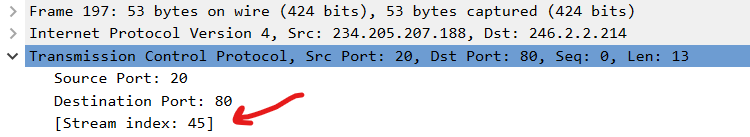 Frame 197: 53 bytes on wire (424 bits), 53 bytes captured (424 bits)
Internet Protocol Version 4, Src: 234.205.207.188, Dst: 246.2.2.214
Transmission Control Protocol, Src Port: 20, Dst Port: 80, Seq: 0, Len: 13
Source Port: 20
Destination Port: 80
[Stream index: 45]